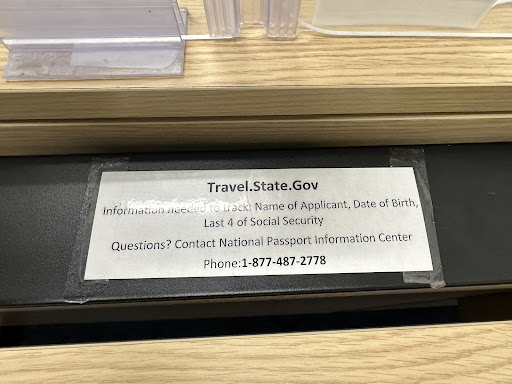 Travel.State.Gov
Information needed to track: Name of Applicant, Date of Birth,
Last 4 of Social Security
Questions? Contact National Passport Information Center
Phone:1-877-487-2778